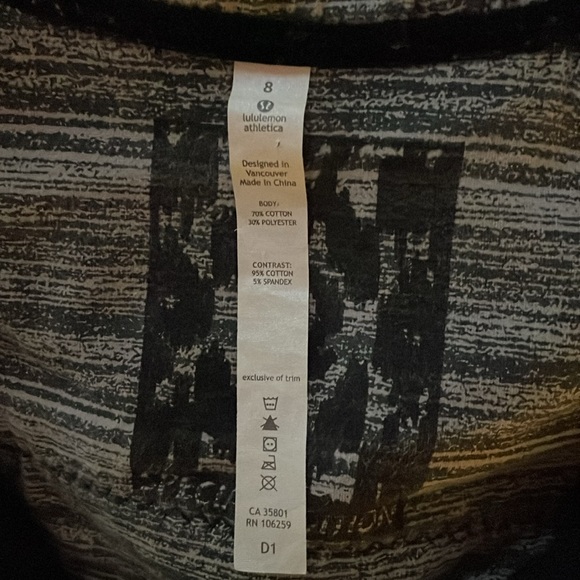 8
lululemon
athletica
Designed in
Vancouver
Made in China
BODY:
70% COTTON
30% POLYESTER
CONTRAST:
95% COTTON
5% SPANDEX
exclusive of trim
CA 35801
RN 106259
D1